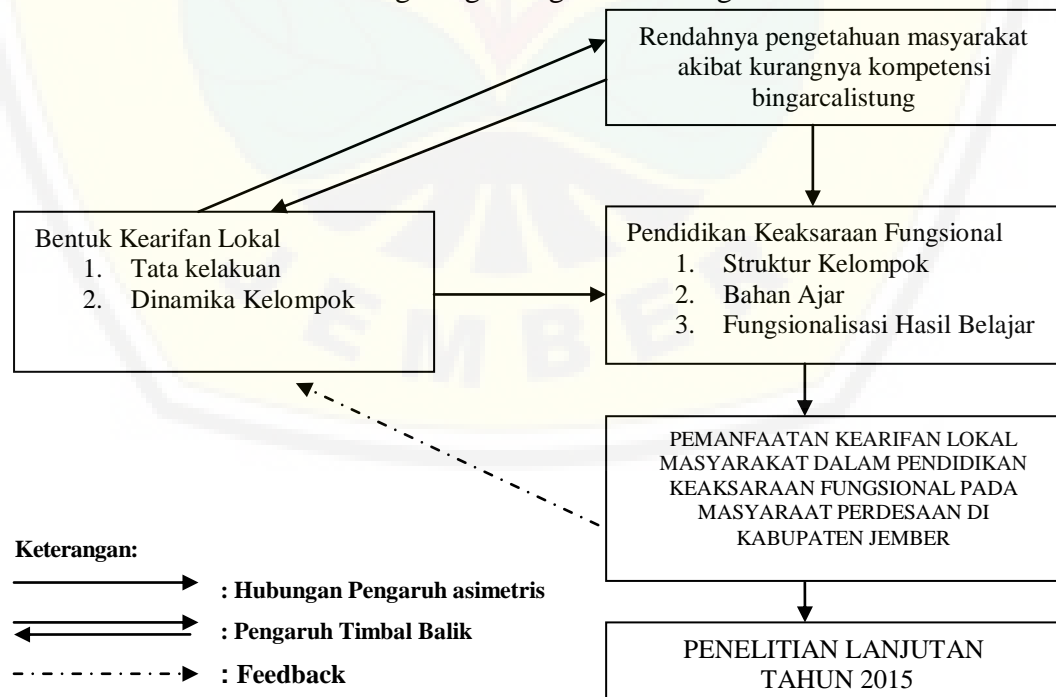 Rendahnya pengetahuan masyarakat
akibat kurangnya kompetensi
bingarcalistung
Bentuk Kearifan Lokal
1. Tata kelakuan
2. Dinamika Kelompok
Pendidikan Keaksaraan Fungsional
1. Struktur Kelompok
2. Bahan Ajar
3. Fungsionalisasi Hasil Belajar
JEMBER
PEMANFAATAN KEARIFAN LOKAL
MASYARAKAT DALAM PENDIDIKAN
KEAKSARAAN FUNGSIONAL PADA
MASYARAAT PERDESAAN DI
KABUPATEN JEMBER
Keterangan:
: Hubungan Pengaruh asimetris
: Pengaruh Timbal Balik
: Feedback
PENELITIAN LANJUTAN
TAHUN 2015